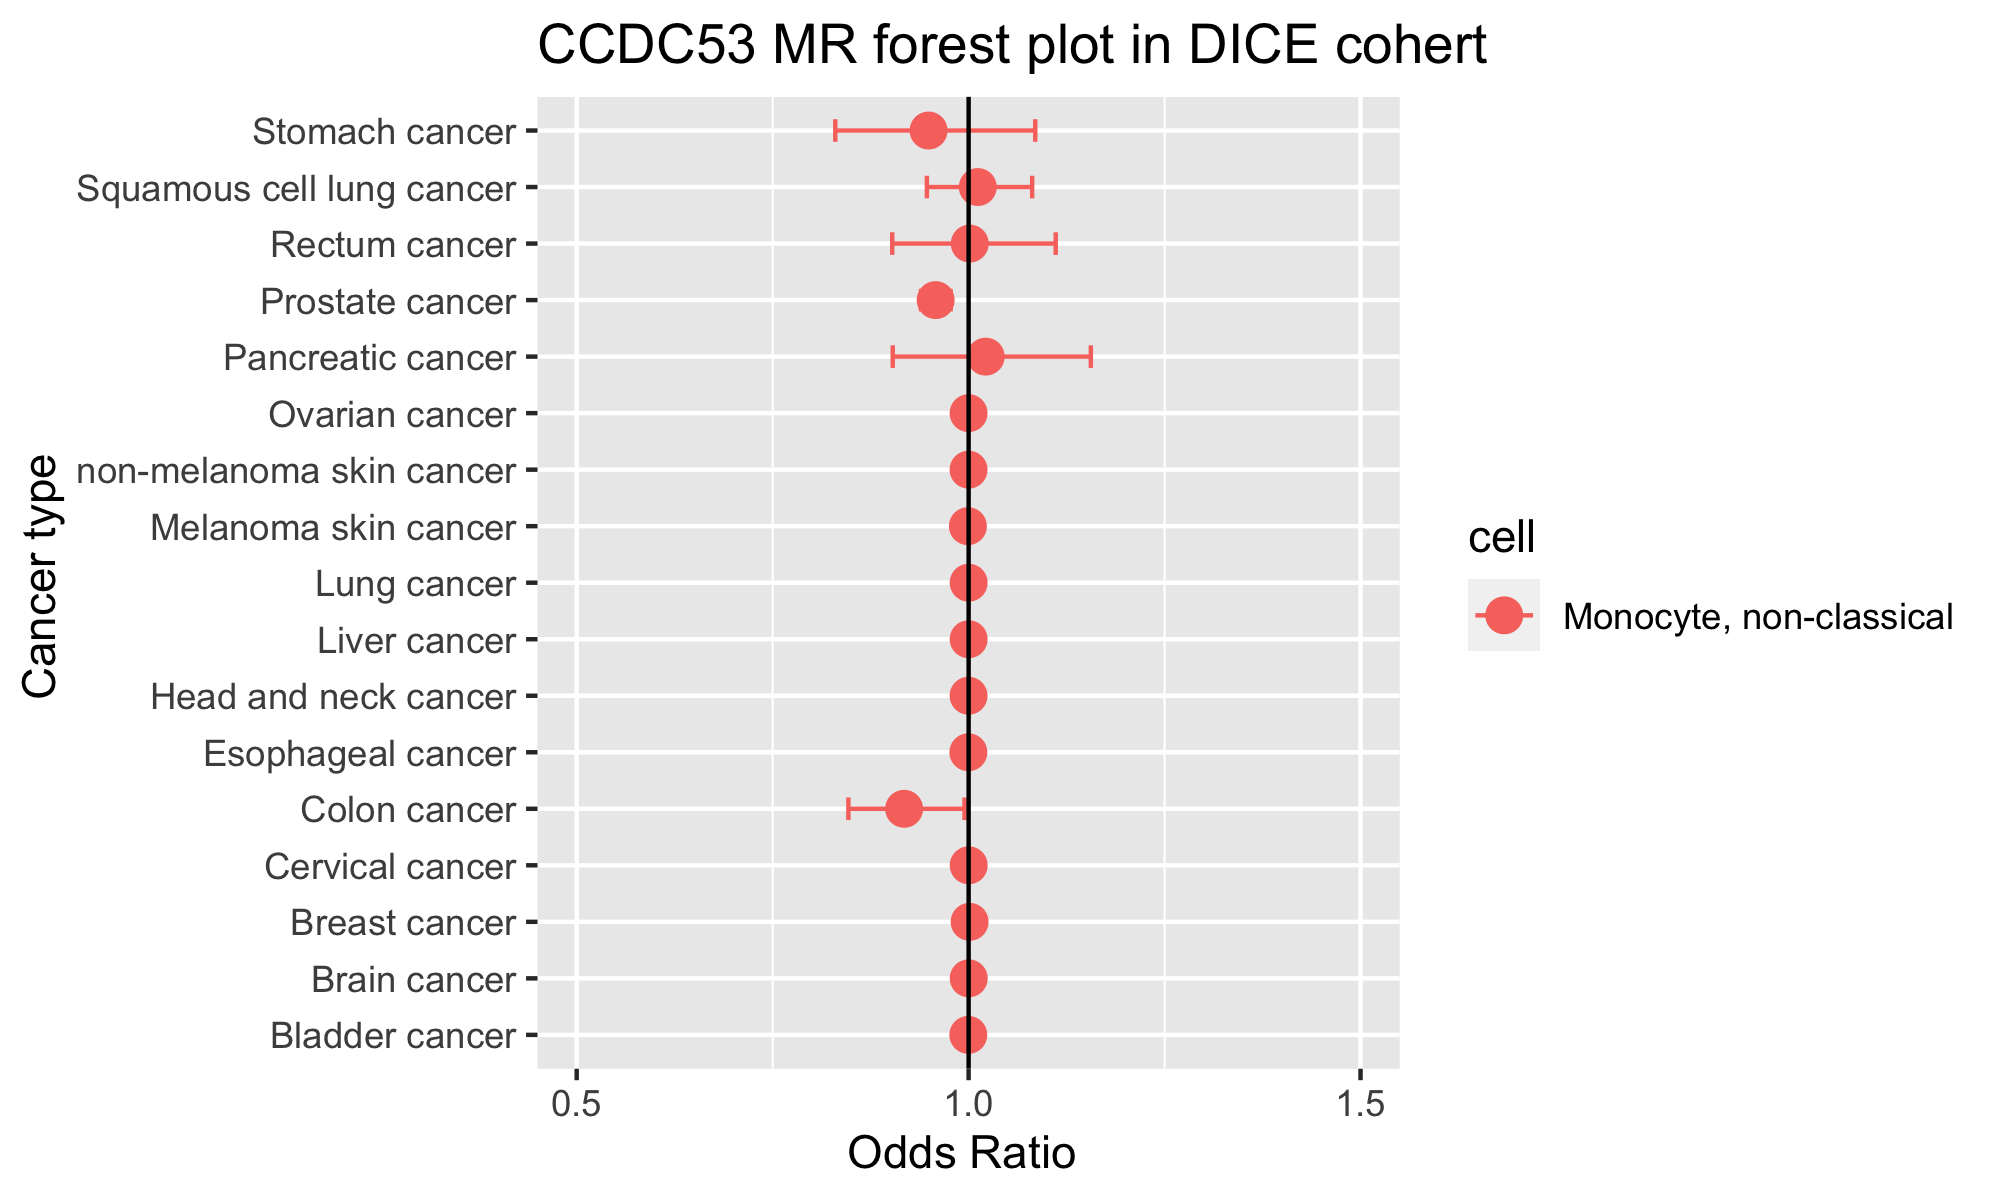 CCDC53 MR forest plot in DICE cohert
Stomach cancer
Squamous cell lung cancer
Rectum cancer
Prostate cancer
Pancreatic cancer
Ovarian cancer
non-melanoma skin cancer
Melanoma skin cancer
Lung cancer
Liver cancer
Head and neck cancer
Esophageal cancer
Colon cancer
Cervical cancer
Breast cancer
Brain cancer
Bladder cancer
Cancer type
0.5
1.0
1.5
Odds Ratio
cell
Monocyte, non-classical